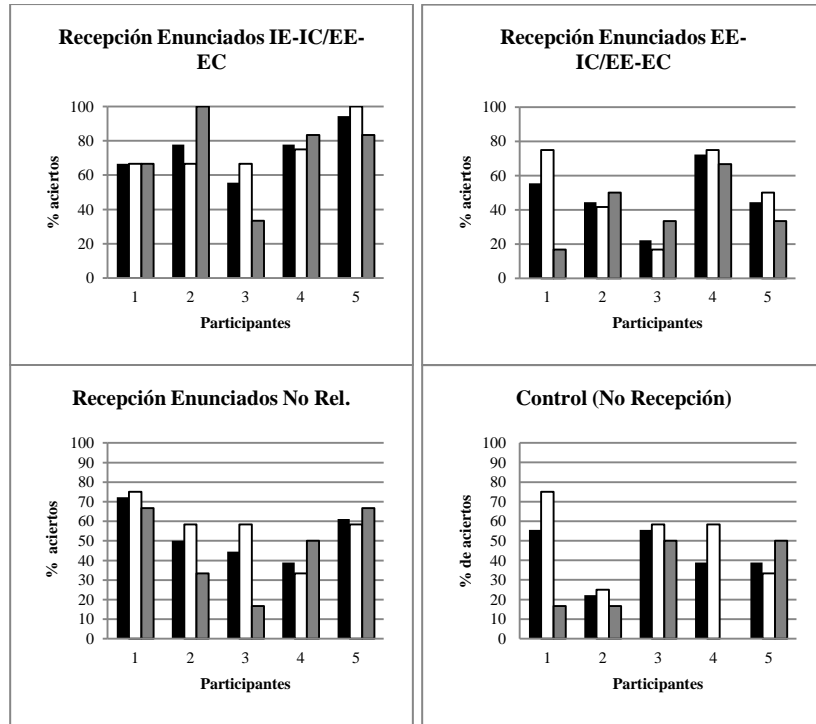 Recepción Enunciados IE-IC/EE-
EC
100
80
60
40
20
0
% aciertos
1 2 3 4 5
Participantes
Recepción Enunciados EE-
IC/EE-EC
100
80
60
40
20
0
% aciertos
1 2 3 4 5
Participantes
Recepción Enunciados No Rel.
100
90
80
70
60
50
40
30
20
10
0
% aciertos
1 2 3 4 5
Participantes
Control (No Recepción)
100
90
80
70
60
50
40
30
20
10
0
% de aciertos
1 2 3 4 5
Participantes